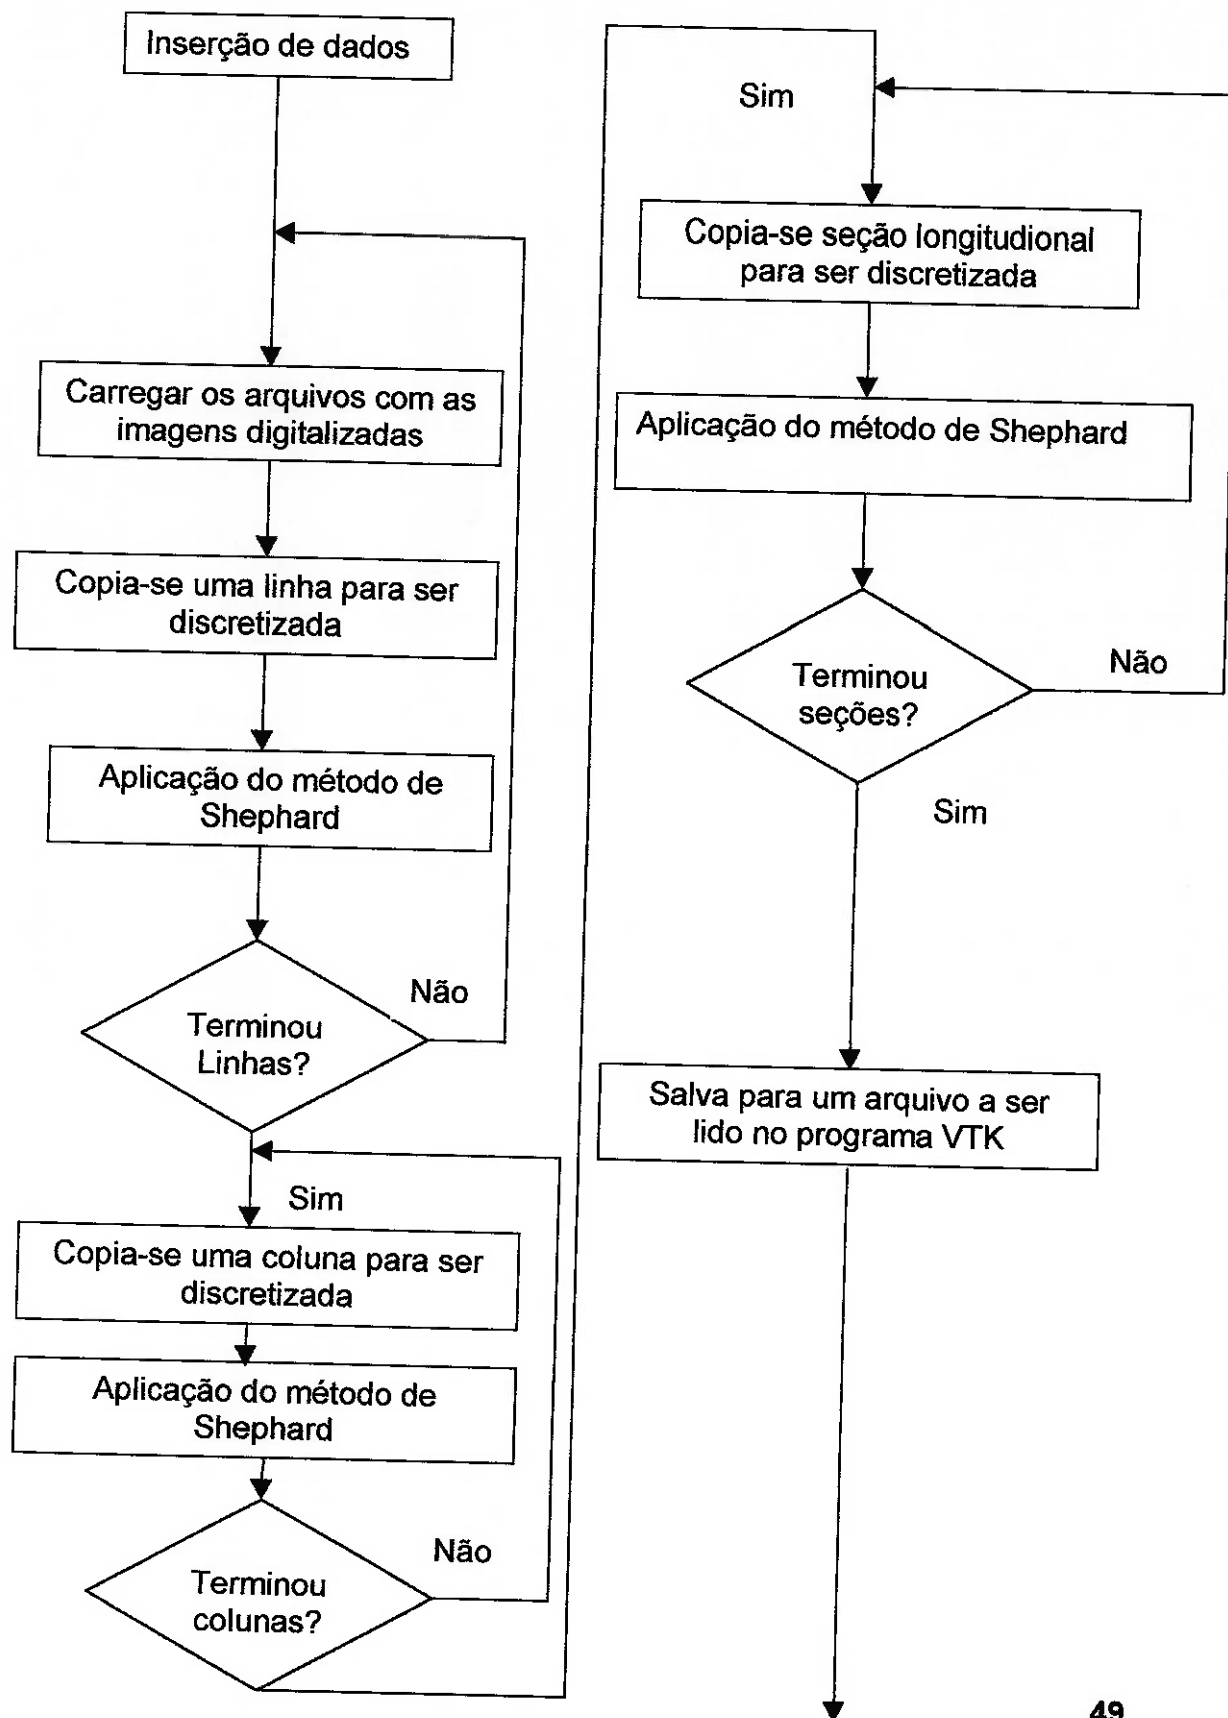 Inserção de dados
Carregar os arquivos com as
imagens digitalizadas
Copia-se uma linha para ser
discretizada
Aplicação do método de
Shephard
Não
Terminou
Linhas?
Sim
Copia-se uma coluna para ser
discretizada
Aplicação do método de
Shephard
Não
Terminou
colunas?
Sim
Copia-se seção longitudional
para ser discretizada
Aplicação do método de Shephard
Não
Terminou
seções?
Sim
Salva para um arquivo a ser
lido no programa VTK
49